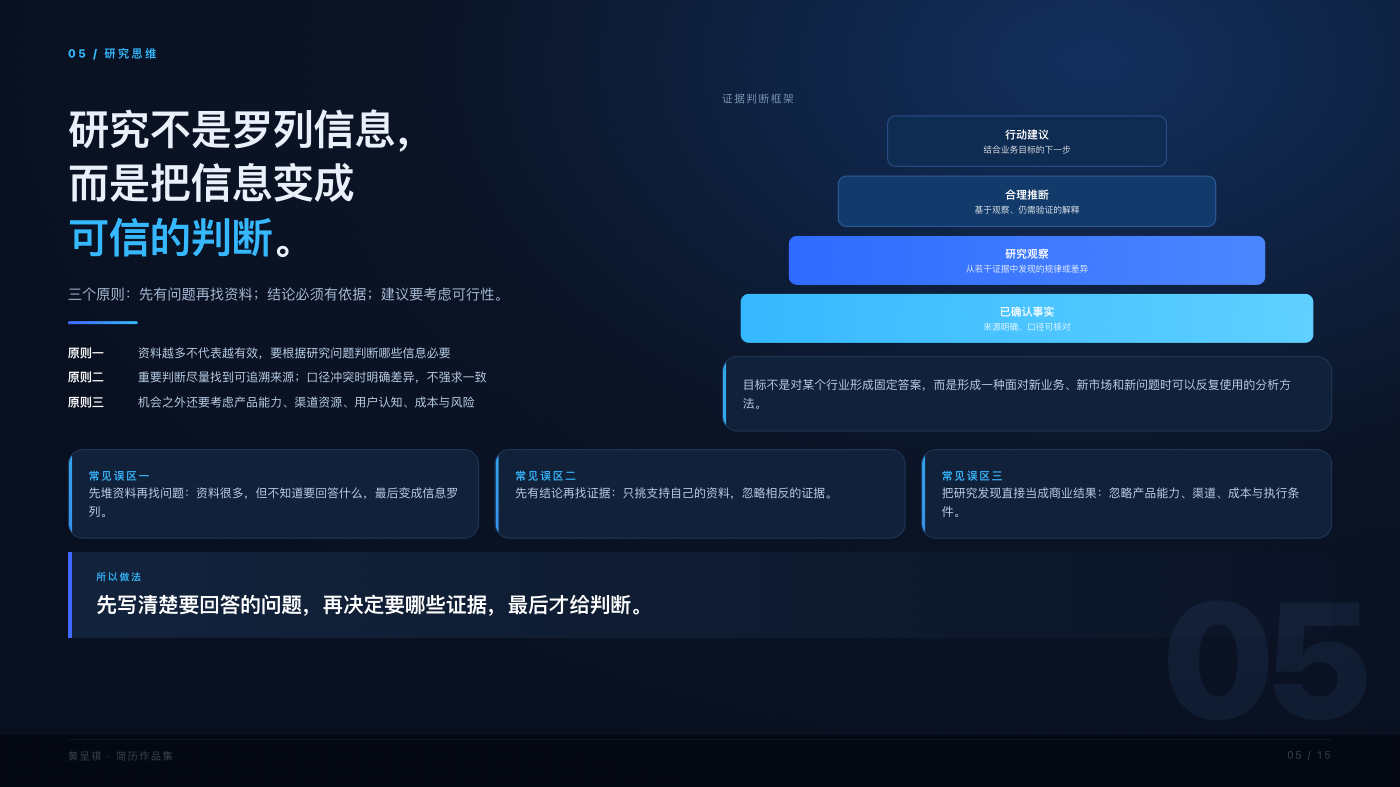 05 / 研究思维
研究不是罗列信息，
而是把信息变成
可信的判断。
三个原则：先有问题再找资料；结论必须有依据；建议要考虑可行性。
原则一 资料越多不代表越有效，要根据研究问题判断哪些信息必要
原则二 重要判断尽量找到可追溯来源；口径冲突时明确差异，不强求一致
原则三 机会之外还要考虑产品能力、渠道资源、用户认知、成本与风险
证据判断框架
行动建议
结合业务目标的下一步
合理推断
基于观察、仍需验证的解释
研究观察
从若干证据中发现的规律或差异
已确认事实
来源明确、口径可核对
目标不是对某个行业形成固定答案，而是形成一种面对新业务、新市场和新问题时可以反复使用的分析方
法。
常见误区一
先堆资料再找问题：资料很多，但不知道要回答什么，最后变成信息罗
列。
常见误区二
先有结论再找证据：只挑支持自己的资料，忽略相反的证据。
常见误区三
把研究发现直接当成商业结果：忽略产品能力、渠道、成本与执行条
件。
所以做法
先写清楚要回答的问题，再决定要哪些证据，最后才给判断。
05
黄呈祺 · 简历作品集
05 / 15